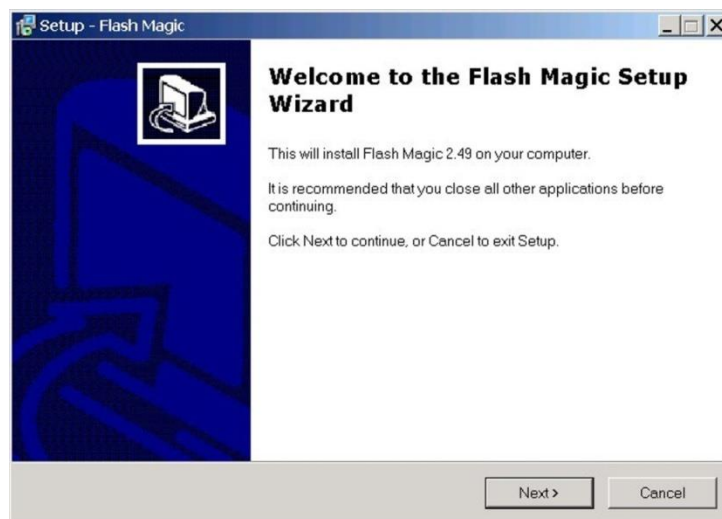 Setup - Flash Magic
Welcome to the Flash Magic Setup
Wizard
This will install Flash Magic 2.49 on your computer.
It is recommended that you close all other applications before
continuing.
Click Next to continue, or Cancel to exit Setup.
Next >
Cancel